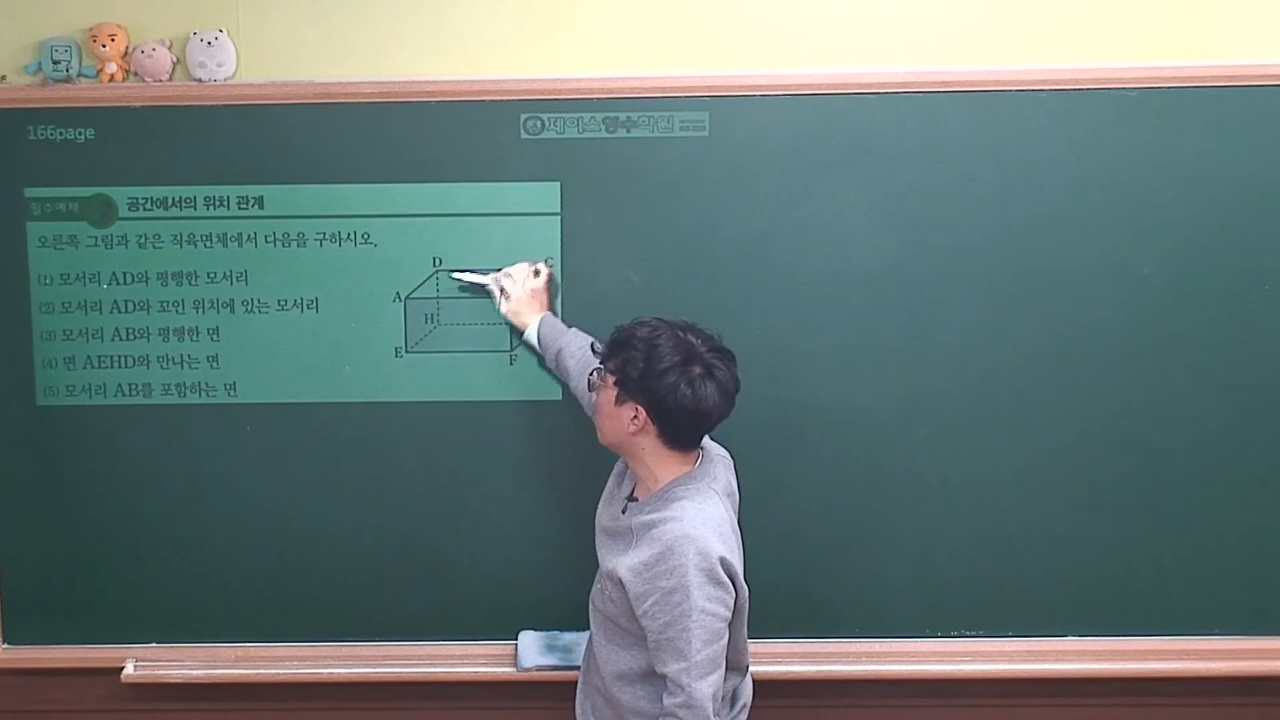 166page
제이스영수학원
필수예제
공간에서의 위치 관계
오른쪽 그림과 같은 직육면체에서 다음을 구하시오.
(1) 모서리 AD와 평행한 모서리
(2) 모서리 AD와 꼬인 위치에 있는 모서리
(3) 모서리 AB와 평행한 면
(4) 면 AEHD와 만나는 면
(5) 모서리 AB를 포함하는 면
D
C
A
H
E
F